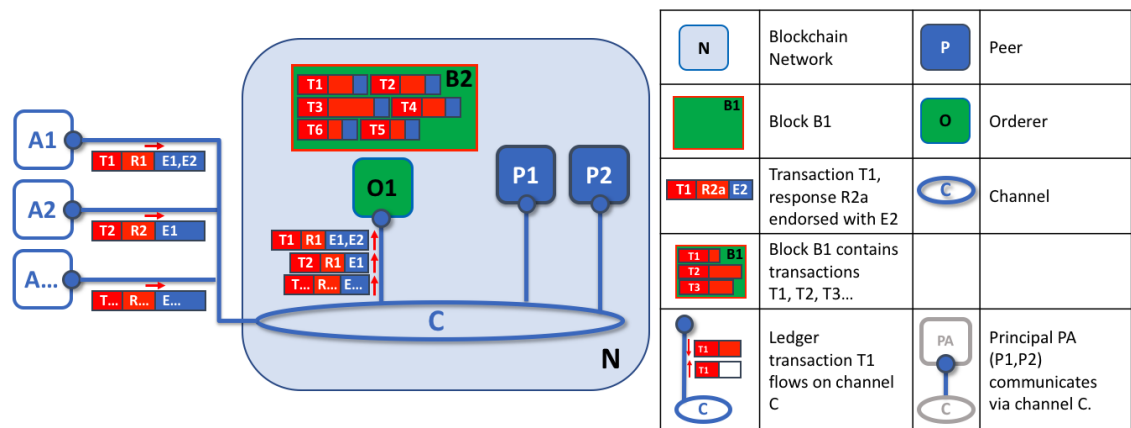 B2
T1 T2
T3 T4
T6 T5
A1
T1 R1 E1,E2
A2
T2 R2 E1
A...
T... R... E...
O1
P1
P2
T1 R1 E1,E2
T2 R1 E1
T... R... E...
C
N
N
Blockchain
Network
P
Peer
B1
Block B1
O
Orderer
T1 R2a E2
Transaction T1,
response R2a
endorsed with E2
C
Channel
B1
T1
T2
T3
Block B1 contains
transactions
T1, T2, T3...
T1
T1
C
Ledger
transaction T1
flows on channel
C
PA
C
Principal PA
(P1,P2)
communicates
via channel C.